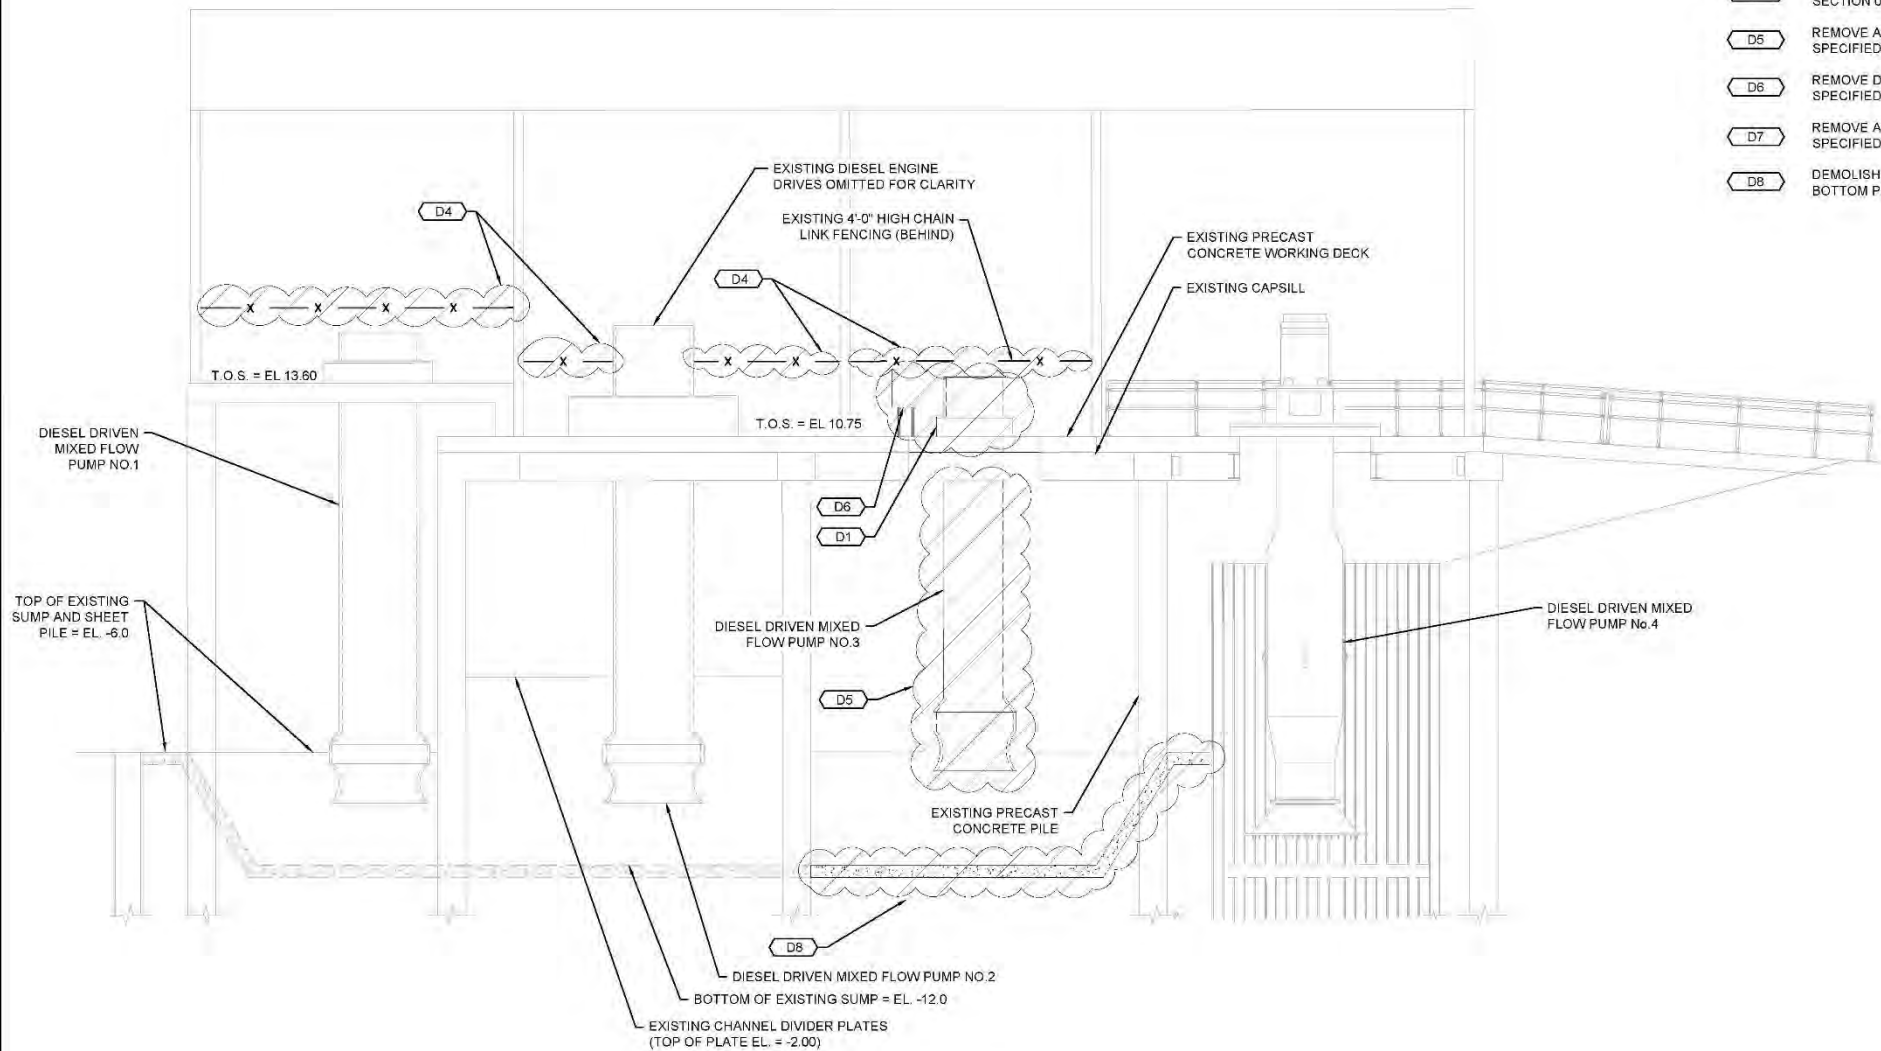 SECTION
D5
REMOVE A
SPECIFIED
D6
REMOVE D
SPECIFIED
D7
REMOVE A
SPECIFIED
D8
DEMOLISH
BOTTOM P
EXISTING DIESEL ENGINE
DRIVES OMITTED FOR CLARITY
D4
EXISTING 4'-0" HIGH CHAIN
LINK FENCING (BEHIND)
D4
EXISTING PRECAST
CONCRETE WORKING DECK
EXISTING CAPSILL
X X X X
X X X X X
T.O.S. = EL 13.60
T.O.S. = EL 10.75
DIESEL DRIVEN
MIXED FLOW
PUMP NO.1
D6
D1
TOP OF EXISTING
SUMP AND SHEET
PILE = EL. -6.0
DIESEL DRIVEN MIXED
FLOW PUMP NO.3
DIESEL DRIVEN MIXED
FLOW PUMP No.4
D5
EXISTING PRECAST
CONCRETE PILE
D8
DIESEL DRIVEN MIXED FLOW PUMP NO.2
BOTTOM OF EXISTING SUMP = EL. -12.0
EXISTING CHANNEL DIVIDER PLATES
(TOP OF PLATE EL. = -2.00)